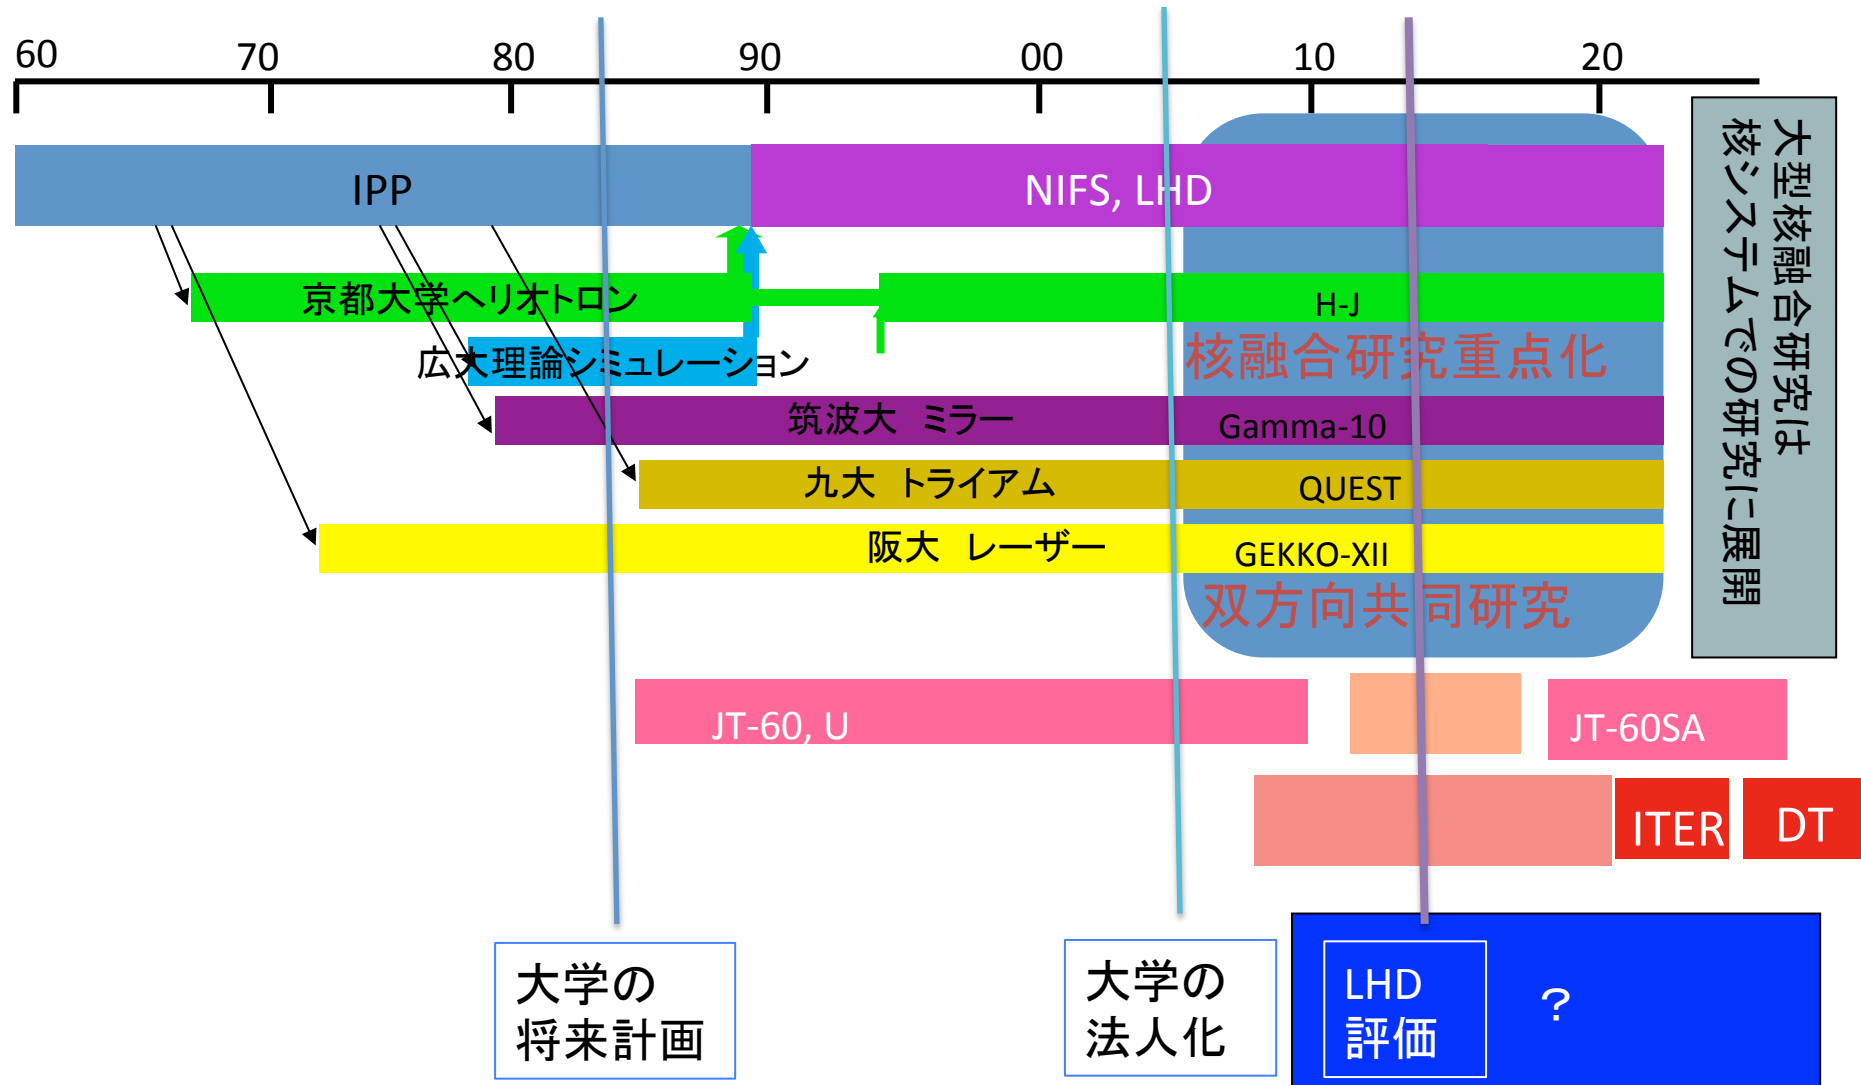 60 70 80 90 00 10 20
IPP
NIFS, LHD
京都大学ヘリオトロン
H-J
広大理論シミュレーション
核融合研究重点化
筑波大 ミラー
Gamma-10
九大 トライアム
QUEST
阪大 レーザー
GEKKO-XII
双方向共同研究
大型核融合研究は
核システムでの研究に展開
JT-60, U
JT-60SA
ITER
DT
大学の
将来計画
大学の
法人化
LHD
評価
?